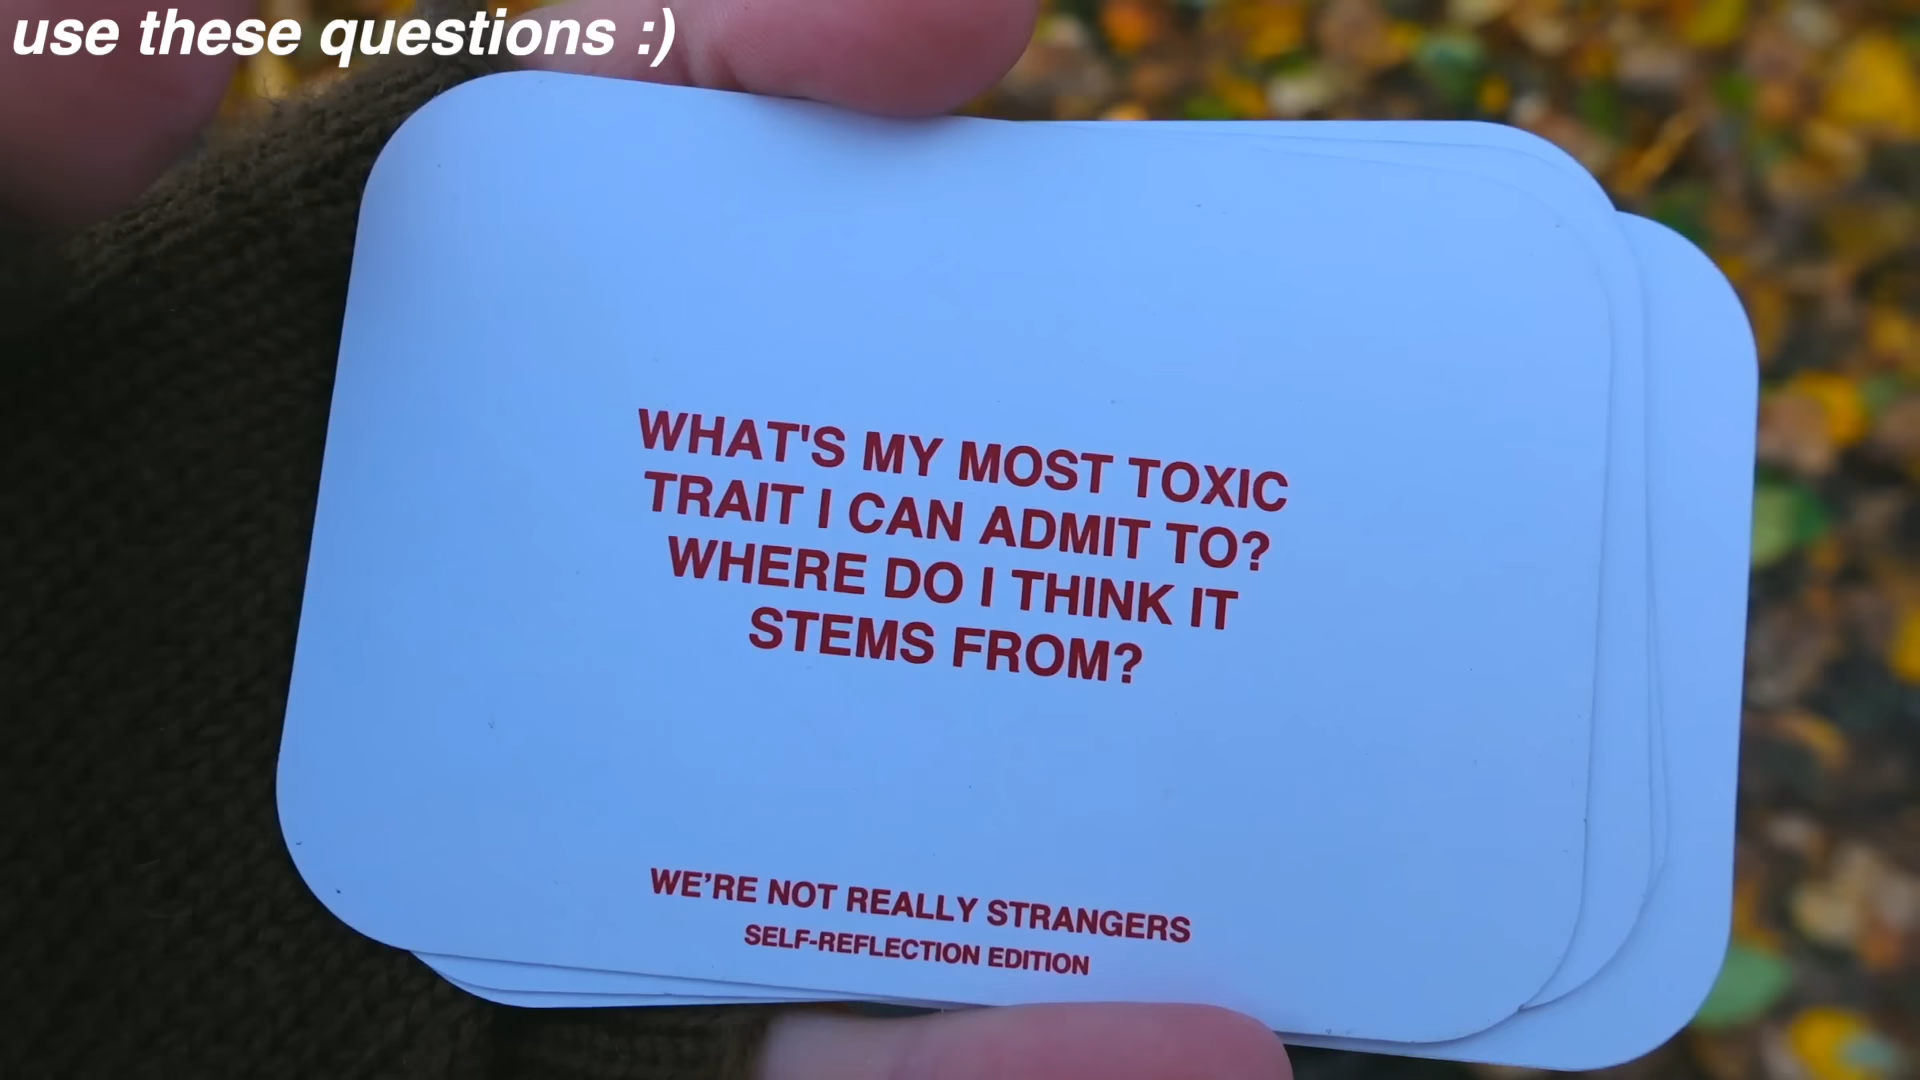 use these questions :)
WHAT'S MY MOST TOXIC
TRAIT I CAN ADMIT TO?
WHERE DO I THINK IT
STEMS FROM?
WE’RE NOT REALLY STRANGERS
SELF-REFLECTION EDITION